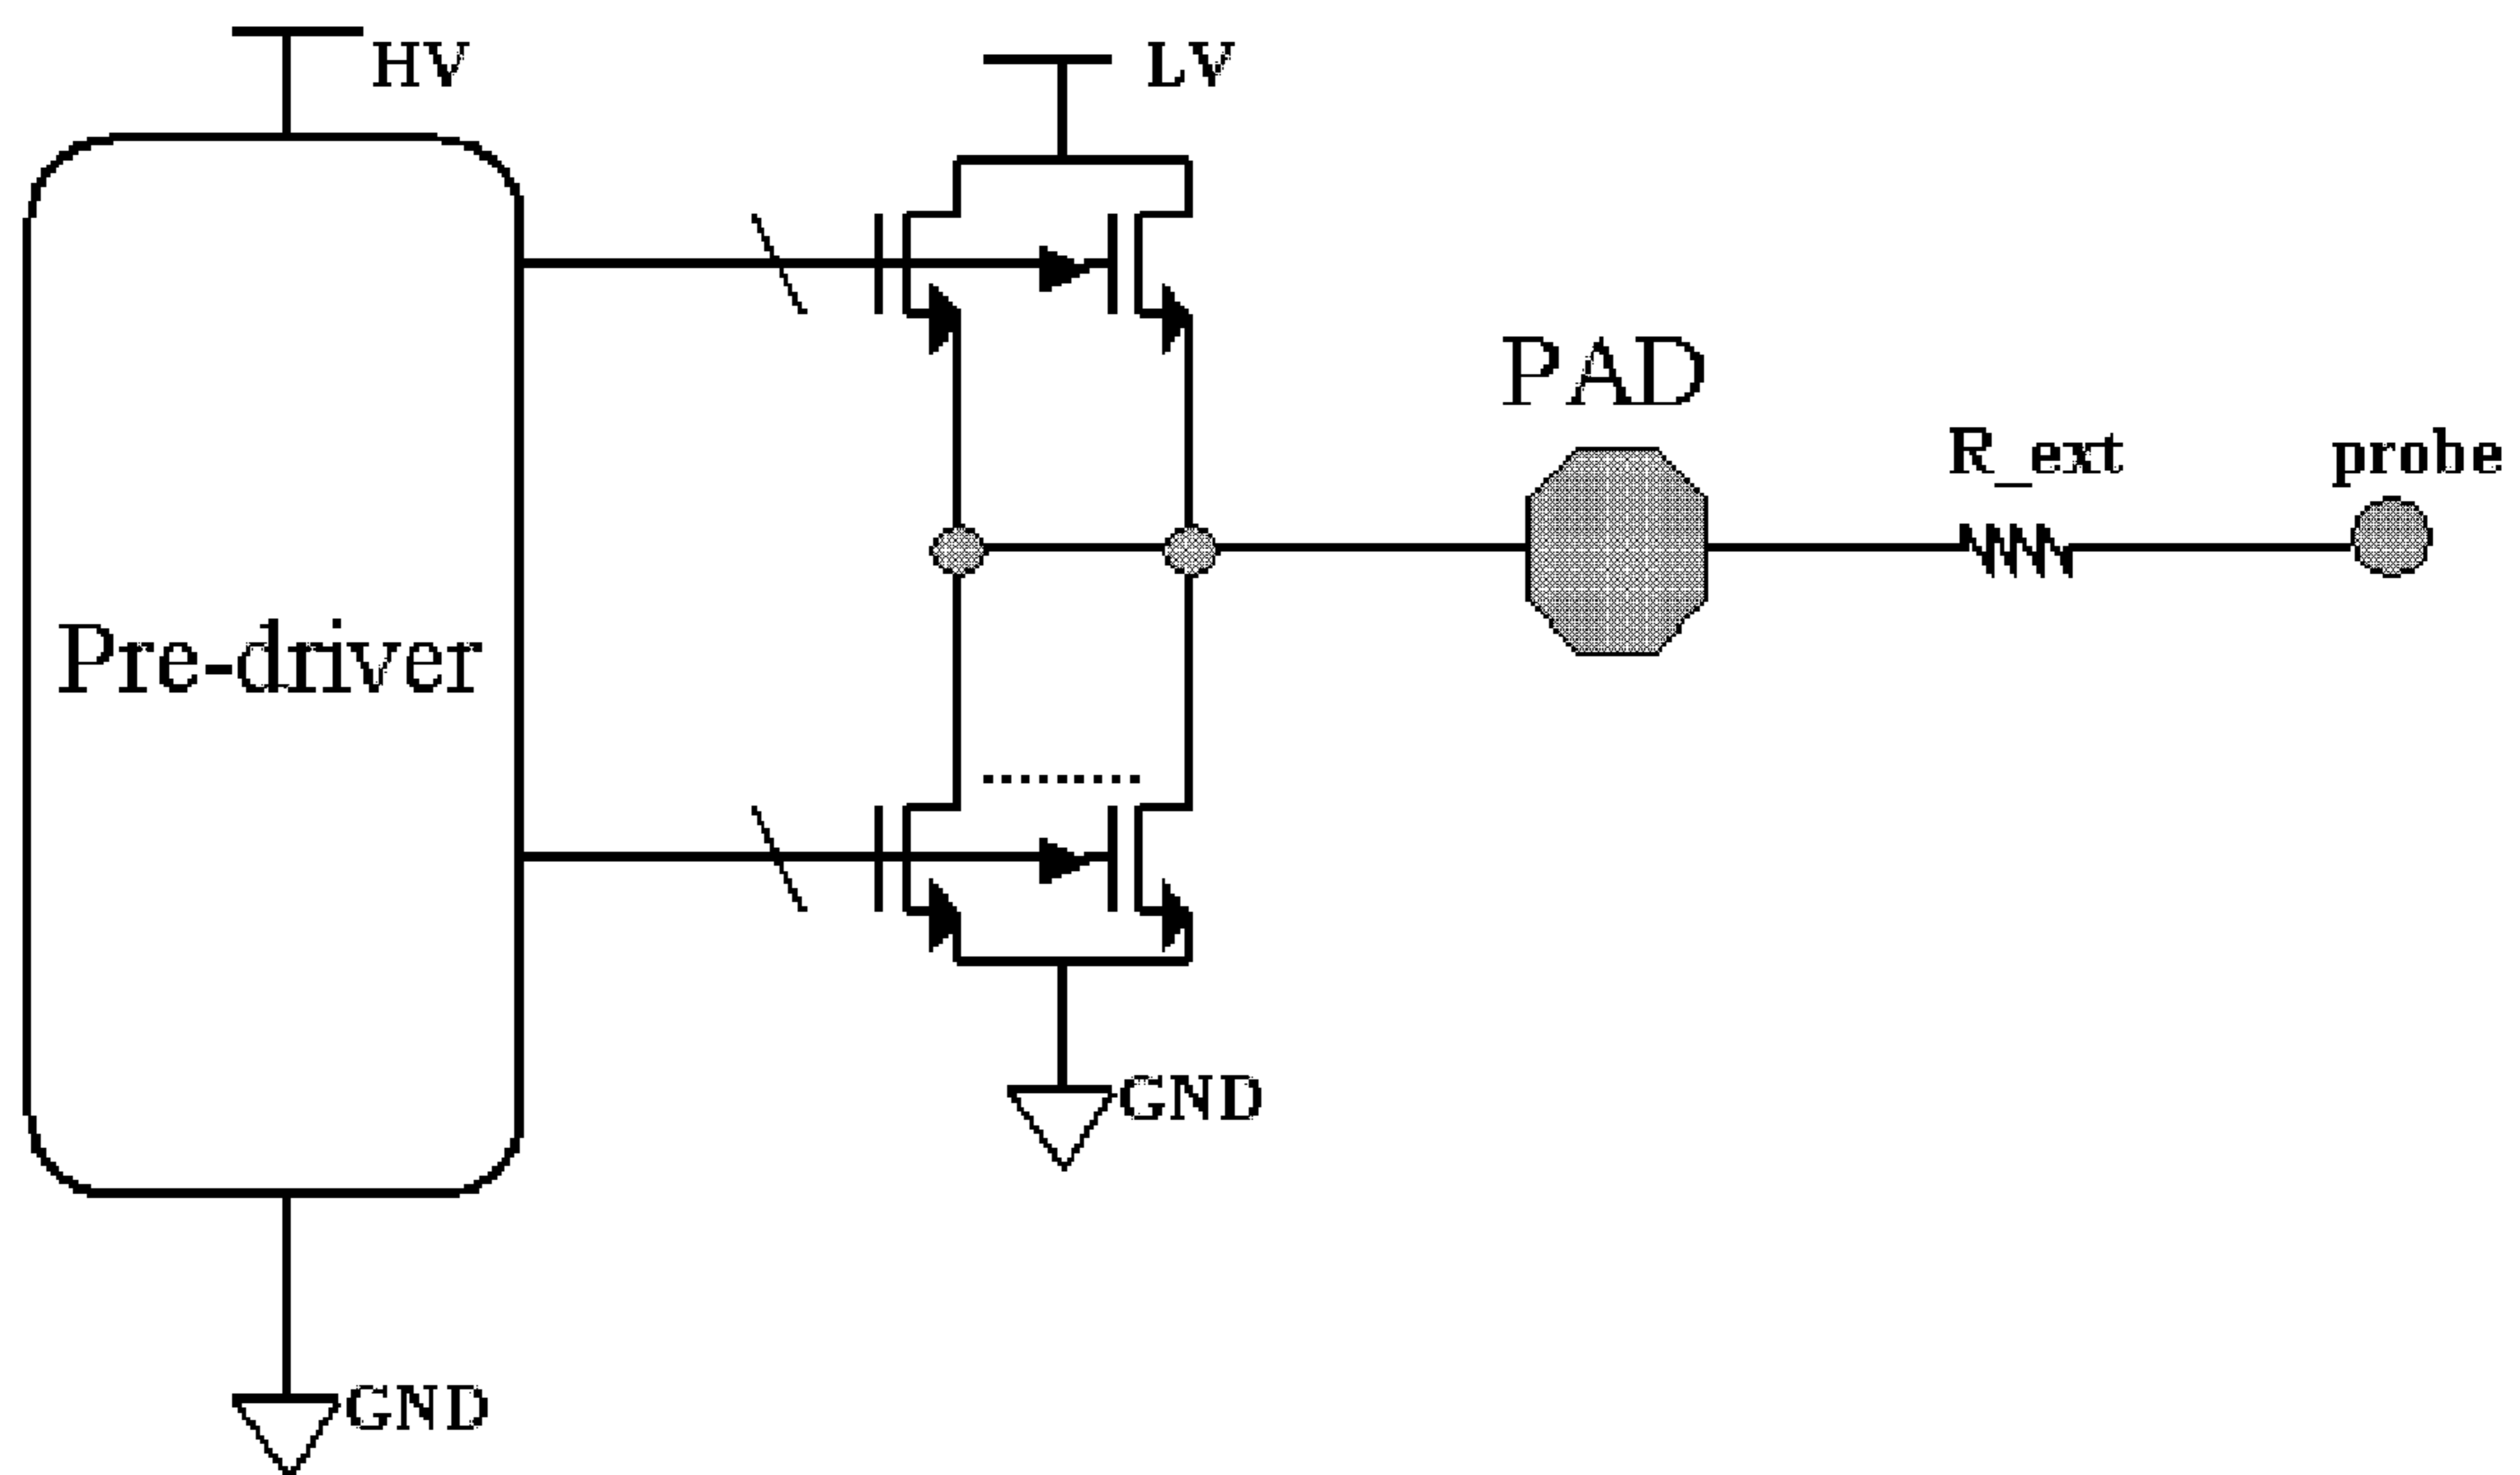 HV
LV
PAD
R_ext
probe
Pre-driver
GND
GND